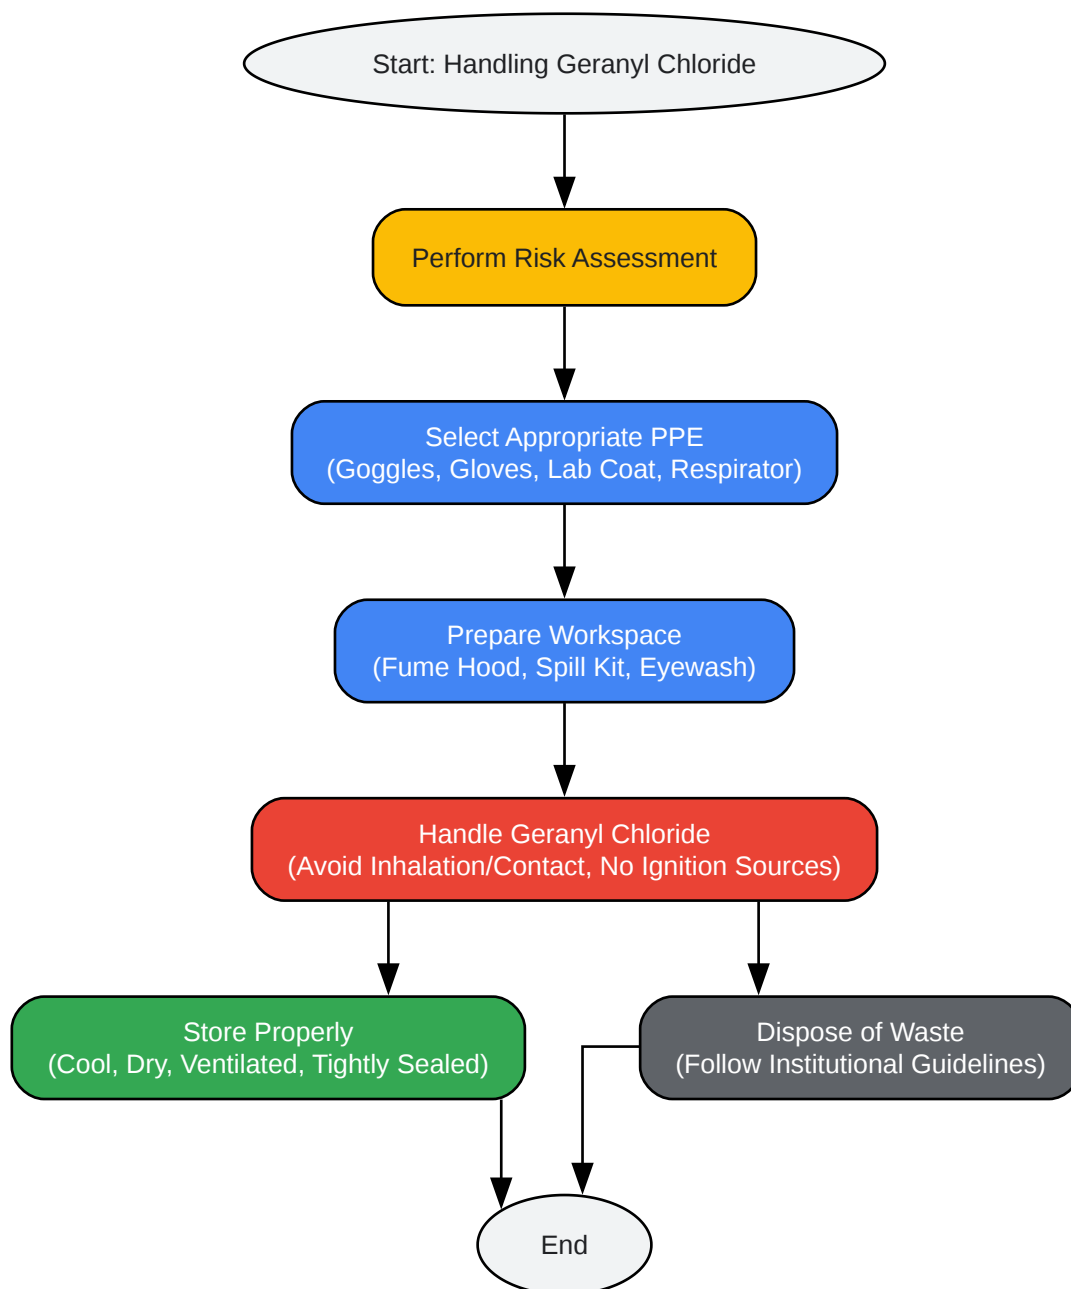 Start: Handling Geranyl Chloride
Perform Risk Assessment
Select Appropriate PPE
(Goggles, Gloves, Lab Coat, Respirator)
Prepare Workspace
(Fume Hood, Spill Kit, Eyewash)
Handle Geranyl Chloride
(Avoid Inhalation/Contact, No Ignition Sources)
Store Properly
(Cool, Dry, Ventilated, Tightly Sealed)
Dispose of Waste
(Follow Institutional Guidelines)
End